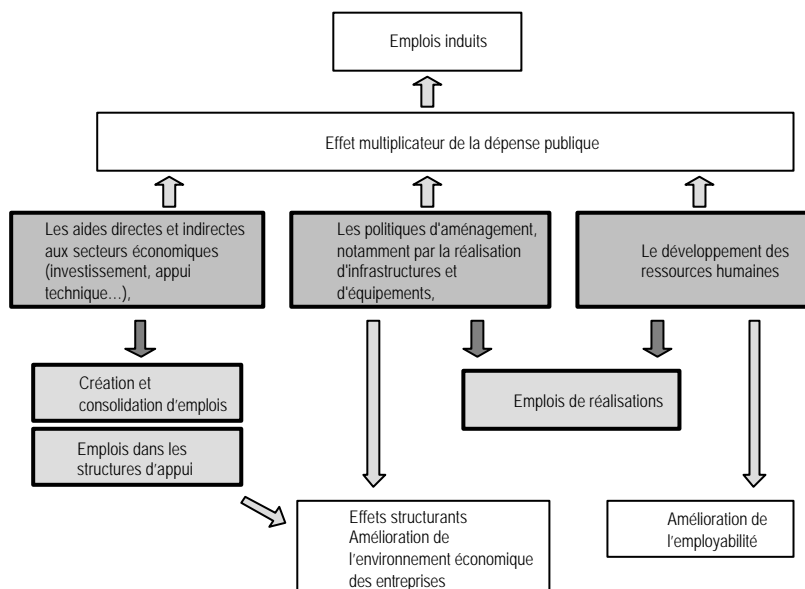 Emplois induits
Effet multiplicateur de la dépense publique
Les aides directes et indirectes
aux secteurs économiques
(investissement, appui
technique…),
Les politiques d'aménagement,
notamment par la réalisation
d'infrastructures et
d'équipements,
Le développement des
ressources humaines
Création et
consolidation d'emplois
Emplois de réalisations
Emplois dans les
structures d'appui
Effets structurants
Amélioration de
l'environnement économique
des entreprises
Amélioration de
l'employabilité